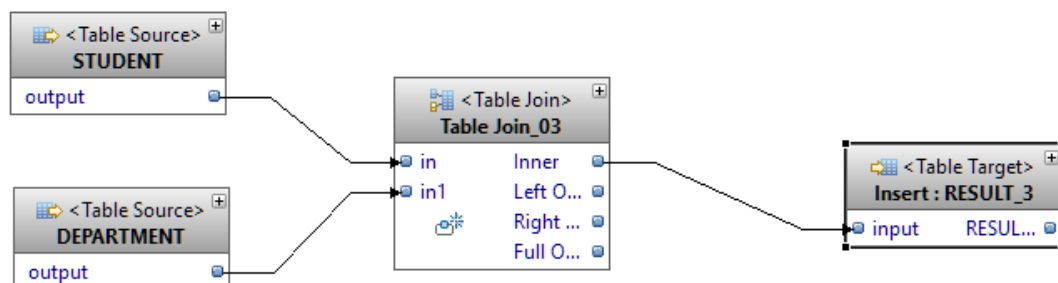 <Table Source>
STUDENT
output
<Table Source>
DEPARTMENT
output
<Table Join>
Table Join_03
in Inner
in1 Left O...
Right ...
Full O...
<Table Target>
Insert : RESULT_3
input RESUL...